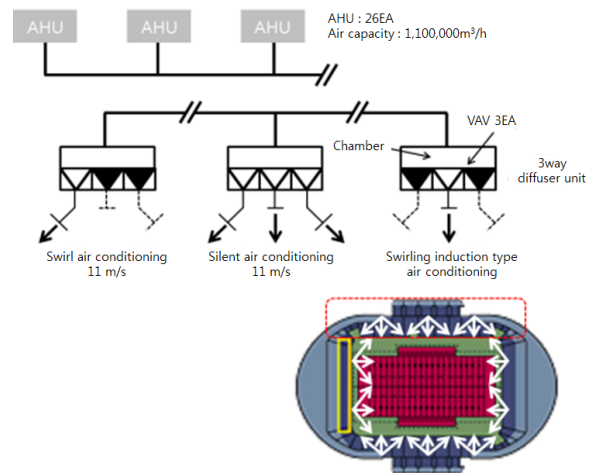 AHU
AHU
AHU
AHU : 26EA
Air capacity : 1,100,000m³/h
VAV 3EA
Chamber
3way
diffuser unit
Swirl air conditioning
11 m/s
Silent air conditioning
11 m/s
Swirling induction type
air conditioning